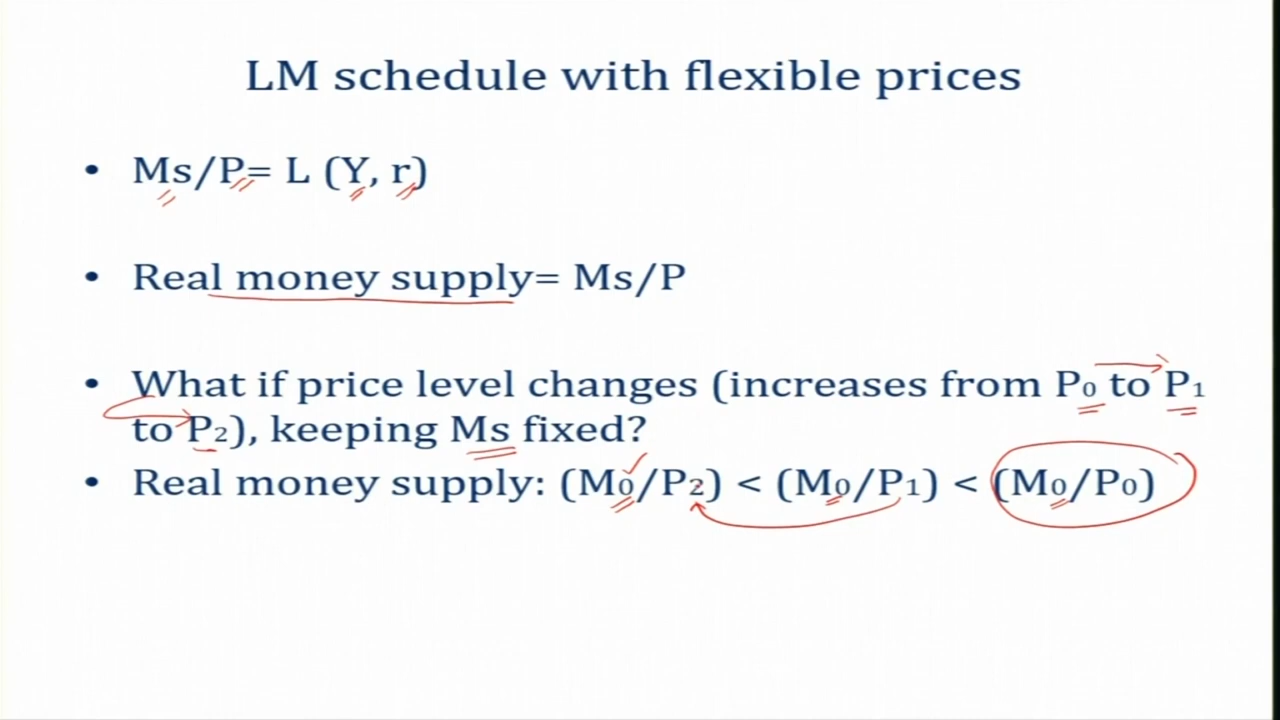 LM schedule with flexible prices
• Ms/P= L (Y, r)
• Real money supply= Ms/P
• What if price level changes (increases from P₀ to P₁
to P₂), keeping Ms fixed?
• Real money supply: (M₀/P₂) < (M₀/P₁) < (M₀/P₀)